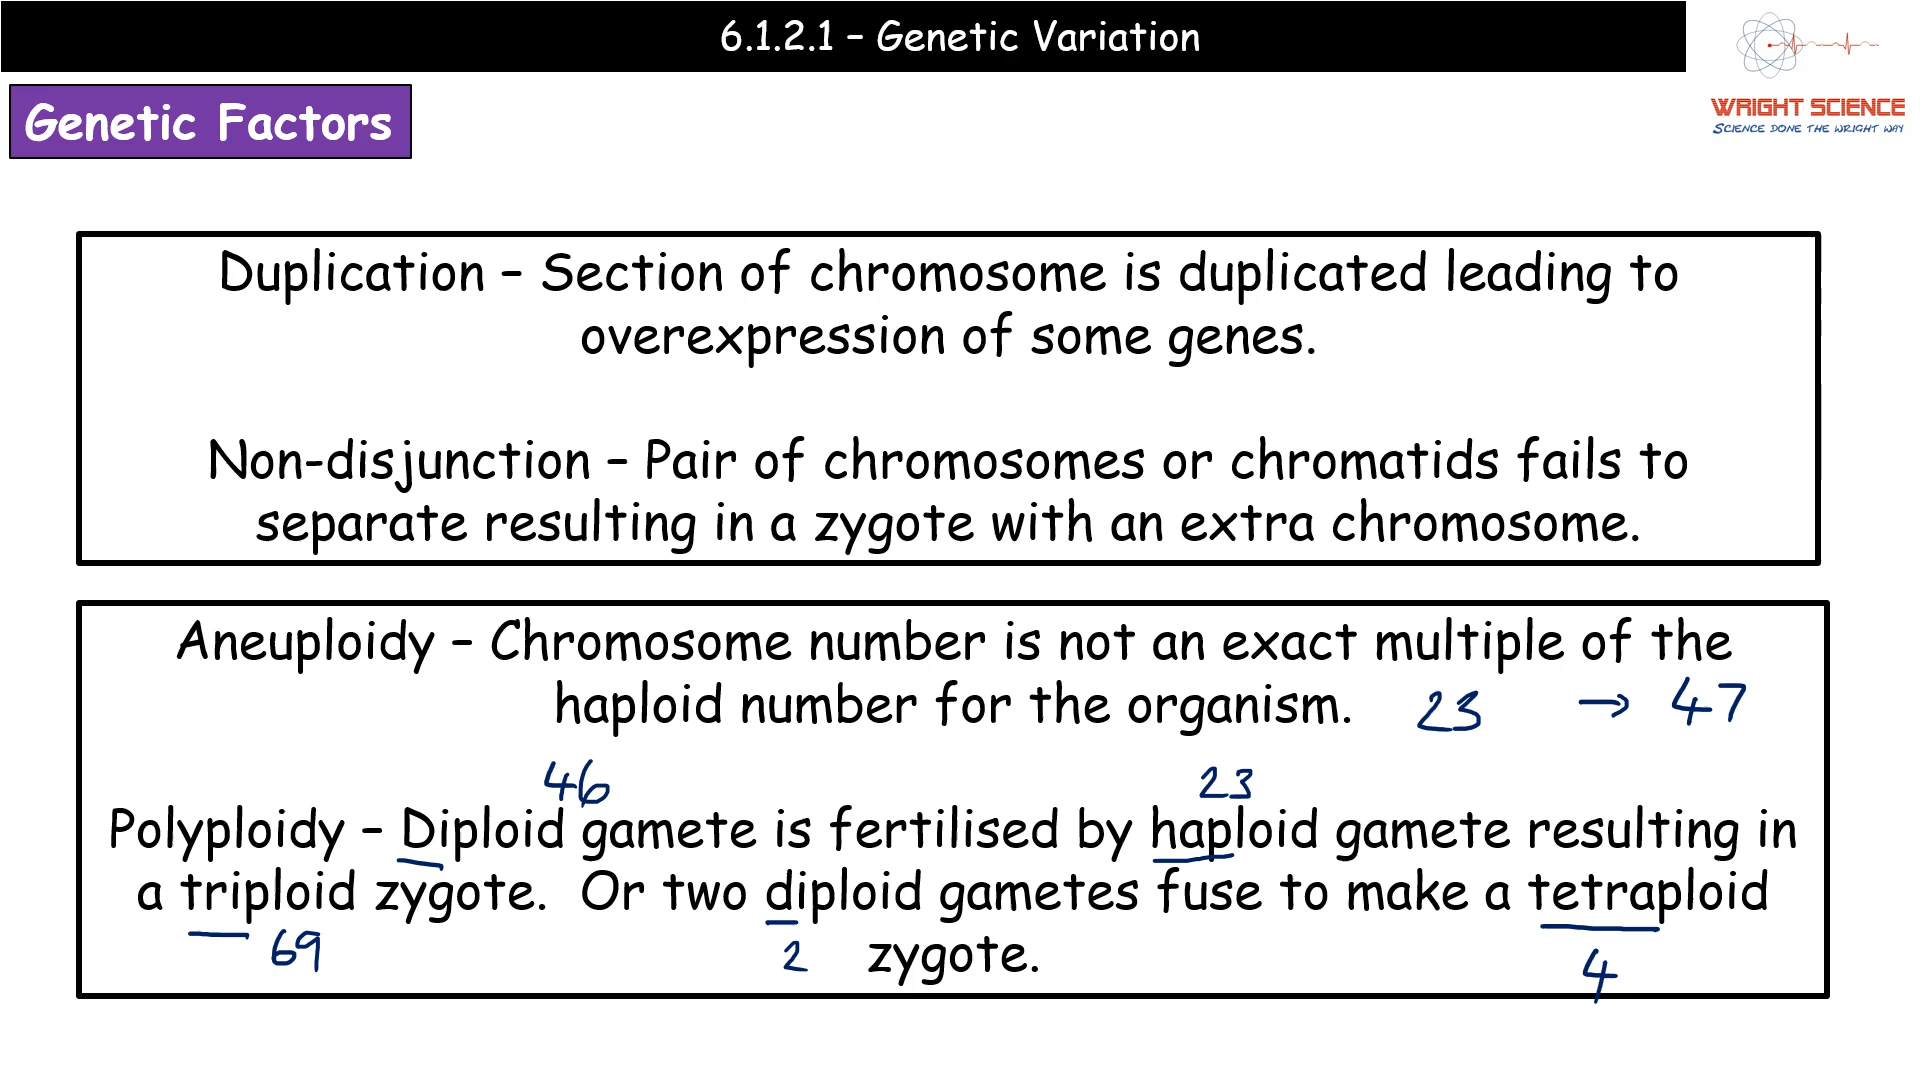 6.1.2.1 – Genetic Variation
WRIGHT SCIENCE
SCIENCE DONE THE WRIGHT WAY
Genetic Factors
Duplication – Section of chromosome is duplicated leading to
overexpression of some genes.
Non-disjunction – Pair of chromosomes or chromatids fails to
separate resulting in a zygote with an extra chromosome.
Aneuploidy – Chromosome number is not an exact multiple of the
haploid number for the organism. 23 → 47
46 23
Polyploidy – Diploid gamete is fertilised by haploid gamete resulting in
a triploid zygote. Or two diploid gametes fuse to make a tetraploid
69 2 zygote. 4